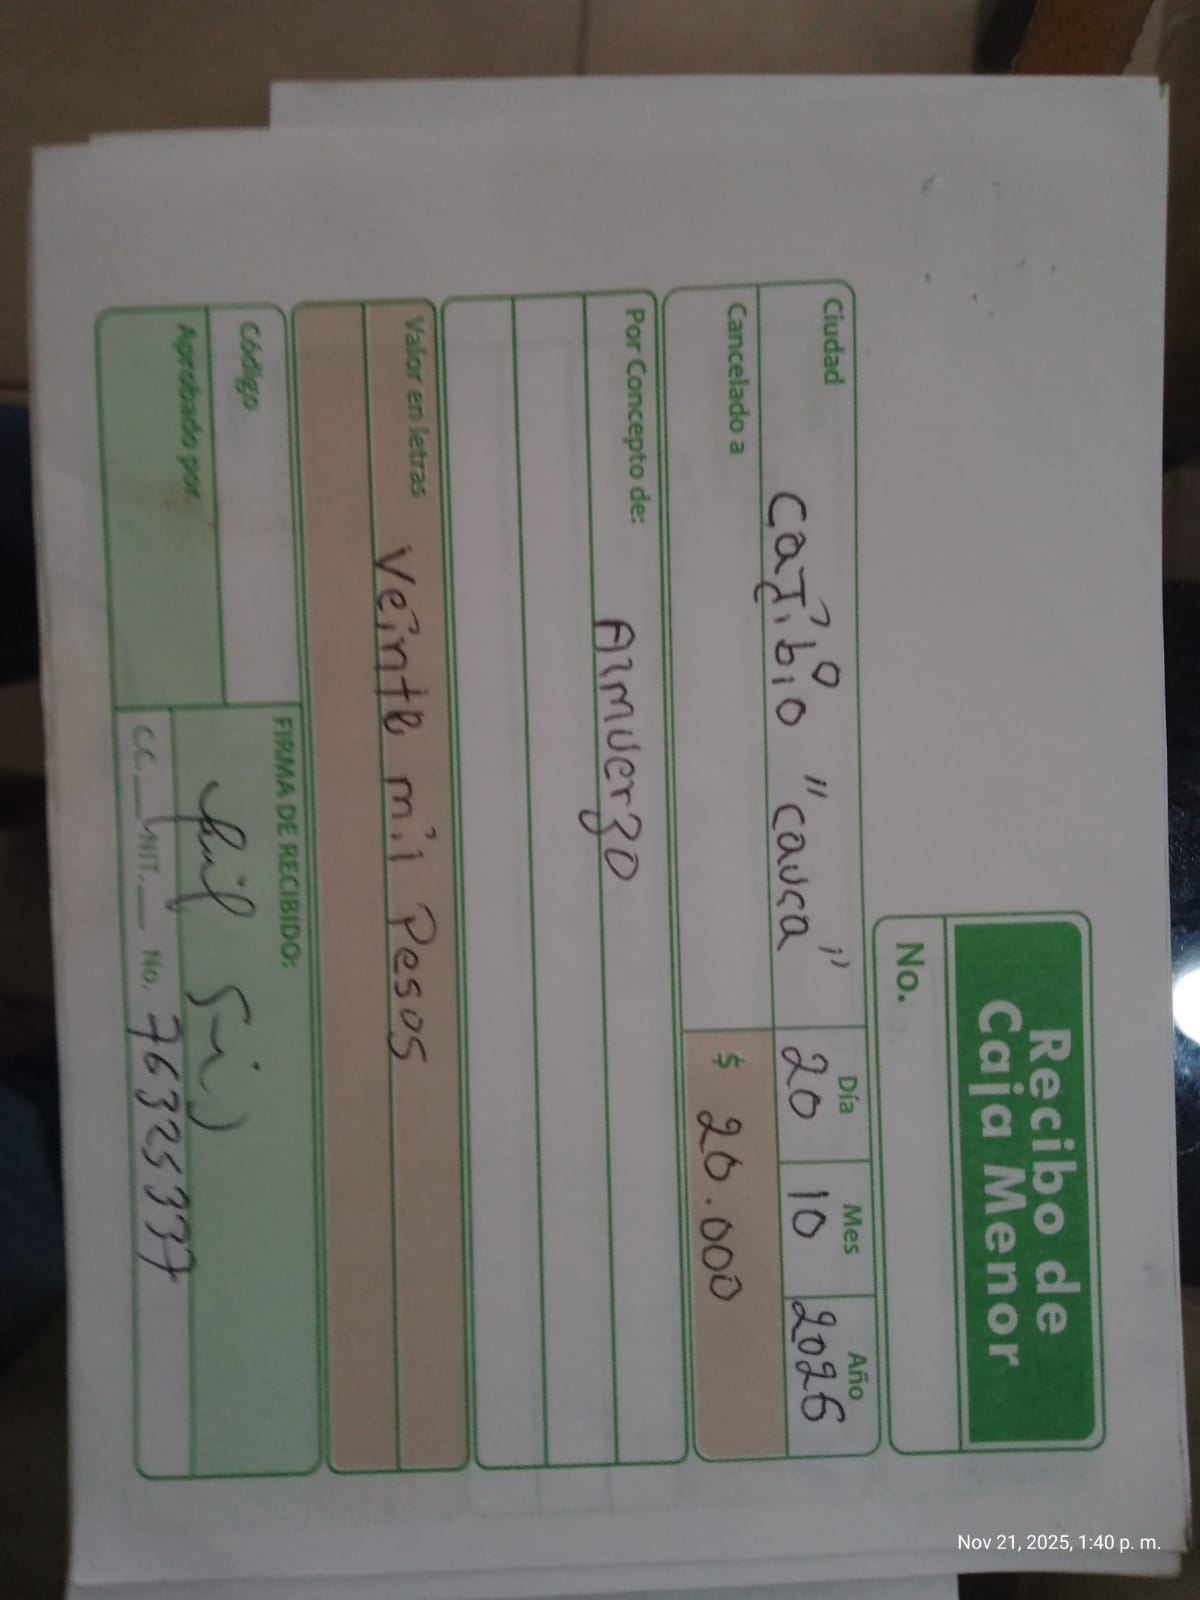 Recibo de
Caja Menor
No.
Ciudad Cajibio "Cauca" Día 20 Mes 10 Año 2026
Cancelado a $ 20.000
Por Concepto de: Almuerzo
Valor en letras Veinte mil Pesos
Código
Aprobado por:
FIRMA DE RECIBIDO:
CC. NIT. No. 76325337
Nov 21, 2025, 1:40 p. m.